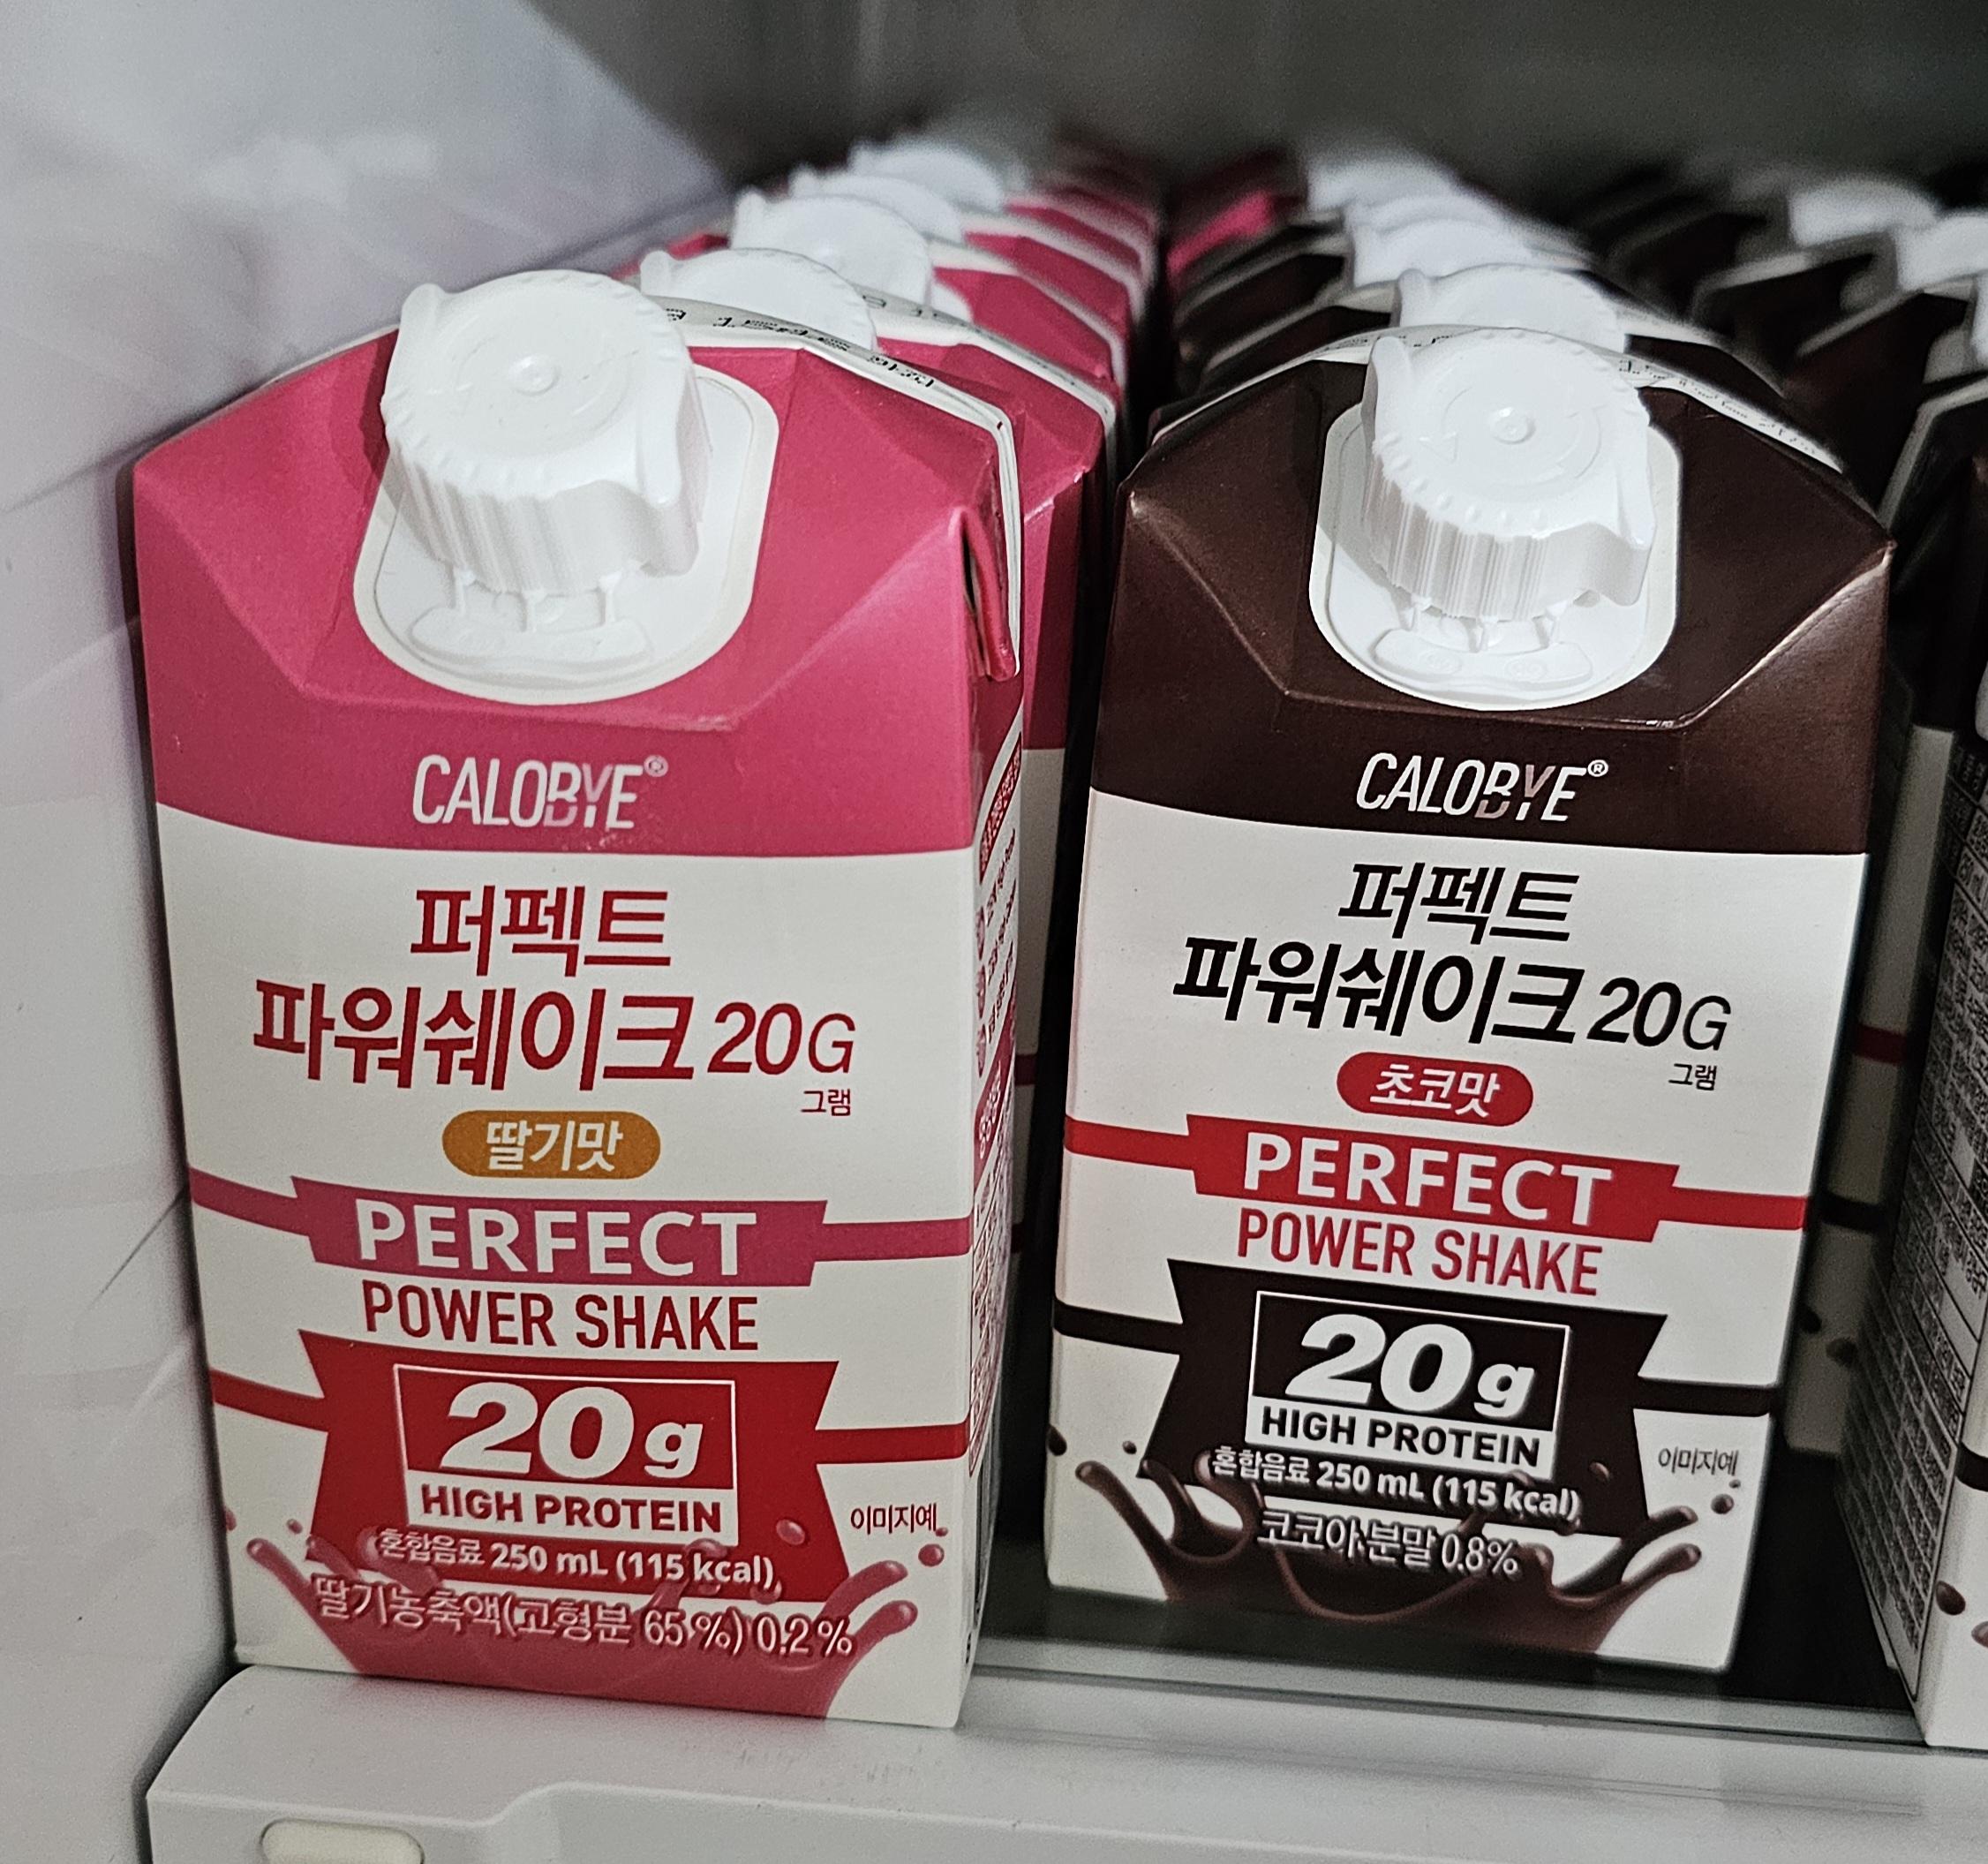 CALOBYE®
퍼펙트
파워쉐이크 20G
그램
딸기맛
PERFECT
POWER SHAKE
20g
HIGH PROTEIN
이미지예
혼합음료 250 mL (115 kcal)
딸기농축액(고형분 65%) 0.2%
CALOBYE®
퍼펙트
파워쉐이크 20G
그램
초코맛
PERFECT
POWER SHAKE
20g
HIGH PROTEIN
이미지예
혼합음료 250 mL (115 kcal)
코코아분말 0.8%